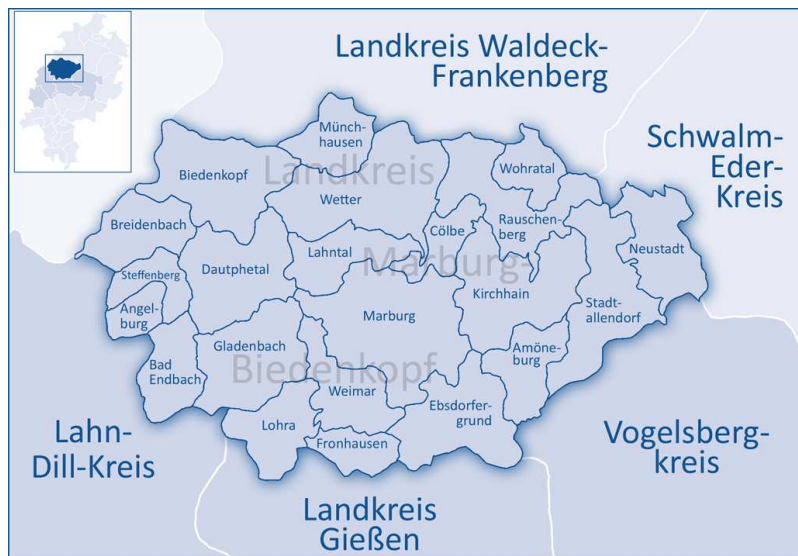 Landkreis Waldeck-
Frankenberg
Schwalm-
Eder-
Kreis
Münch-
hausen
Landkreis
Biedenkopf
Wohratal
Wetter
Breidenbach
Rauschen-
berg
Cölbe
Neustadt
Lahntal
Marburg-
Dautphetal
Steffenberg
Kirchhain
Angel-
burg
Stadt-
allendorf
Marburg
Gladenbach
Amöne-
burg
Bad
Endbach
Biedenkopf
Weimar
Ebsdorfer-
grund
Lohra
Fronhausen
Lahn-
Dill-Kreis
Vogelsberg-
kreis
Landkreis
Gießen